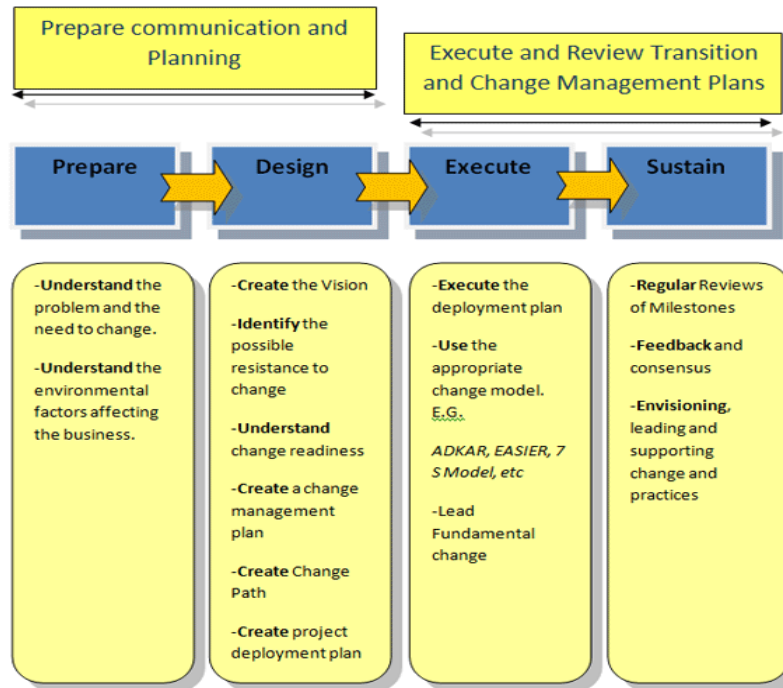 Prepare communication and
Planning
Execute and Review Transition
and Change Management Plans
Prepare
Design
Execute
Sustain
-Understand the
problem and the
need to change.
-Understand the
environmental
factors affecting
the business.
-Create the Vision
-Identify the
possible
resistance to
change
-Understand
change readiness
-Create a change
management
plan
-Create Change
Path
-Create project
deployment plan
-Execute the
deployment plan
-Use the
appropriate
change model.
E.G.
ADKAR, EASIER, 7
S Model, etc
-Lead
Fundamental
change
-Regular Reviews
of Milestones
-Feedback and
consensus
-Envisioning,
leading and
supporting
change and
practices